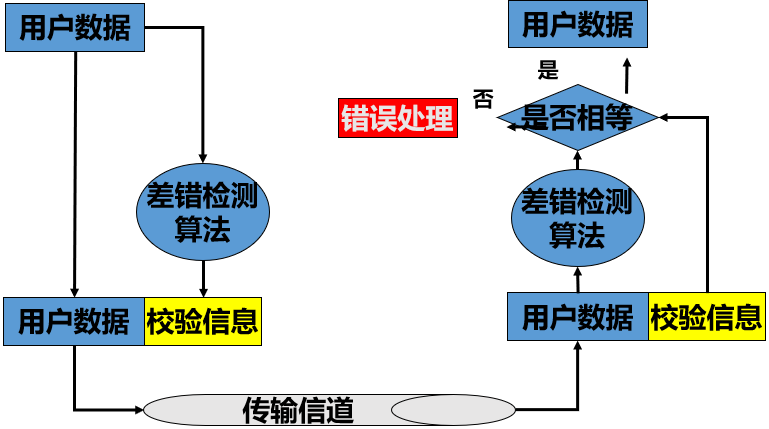 用户数据
差错检测
算法
用户数据
校验信息
传输信道
用户数据
是
否
错误处理
是否相等
差错检测
算法
用户数据
校验信息